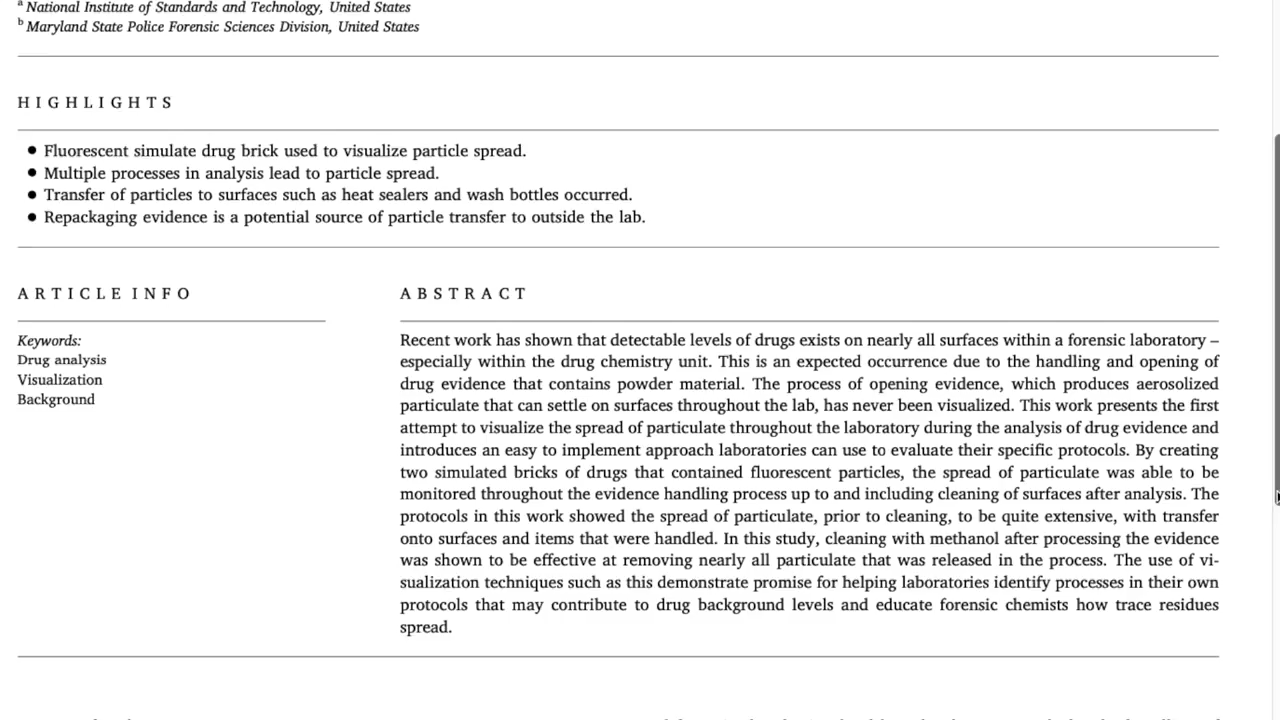 a National Institute of Standards and Technology, United States
b Maryland State Police Forensic Sciences Division, United States
HIGHLIGHTS
● Fluorescent simulate drug brick used to visualize particle spread.
● Multiple processes in analysis lead to particle spread.
● Transfer of particles to surfaces such as heat sealers and wash bottles occurred.
● Repackaging evidence is a potential source of particle transfer to outside the lab.
ARTICLE INFO
Keywords:
Drug analysis
Visualization
Background
ABSTRACT
Recent work has shown that detectable levels of drugs exists on nearly all surfaces within a forensic laboratory –
especially within the drug chemistry unit. This is an expected occurrence due to the handling and opening of
drug evidence that contains powder material. The process of opening evidence, which produces aerosolized
particulate that can settle on surfaces throughout the lab, has never been visualized. This work presents the first
attempt to visualize the spread of particulate throughout the laboratory during the analysis of drug evidence and
introduces an easy to implement approach laboratories can use to evaluate their specific protocols. By creating
two simulated bricks of drugs that contained fluorescent particles, the spread of particulate was able to be
monitored throughout the evidence handling process up to and including cleaning of surfaces after analysis. The
protocols in this work showed the spread of particulate, prior to cleaning, to be quite extensive, with transfer
onto surfaces and items that were handled. In this study, cleaning with methanol after processing the evidence
was shown to be effective at removing nearly all particulate that was released in the process. The use of vi-
sualization techniques such as this demonstrate promise for helping laboratories identify processes in their own
protocols that may contribute to drug background levels and educate forensic chemists how trace residues
spread.